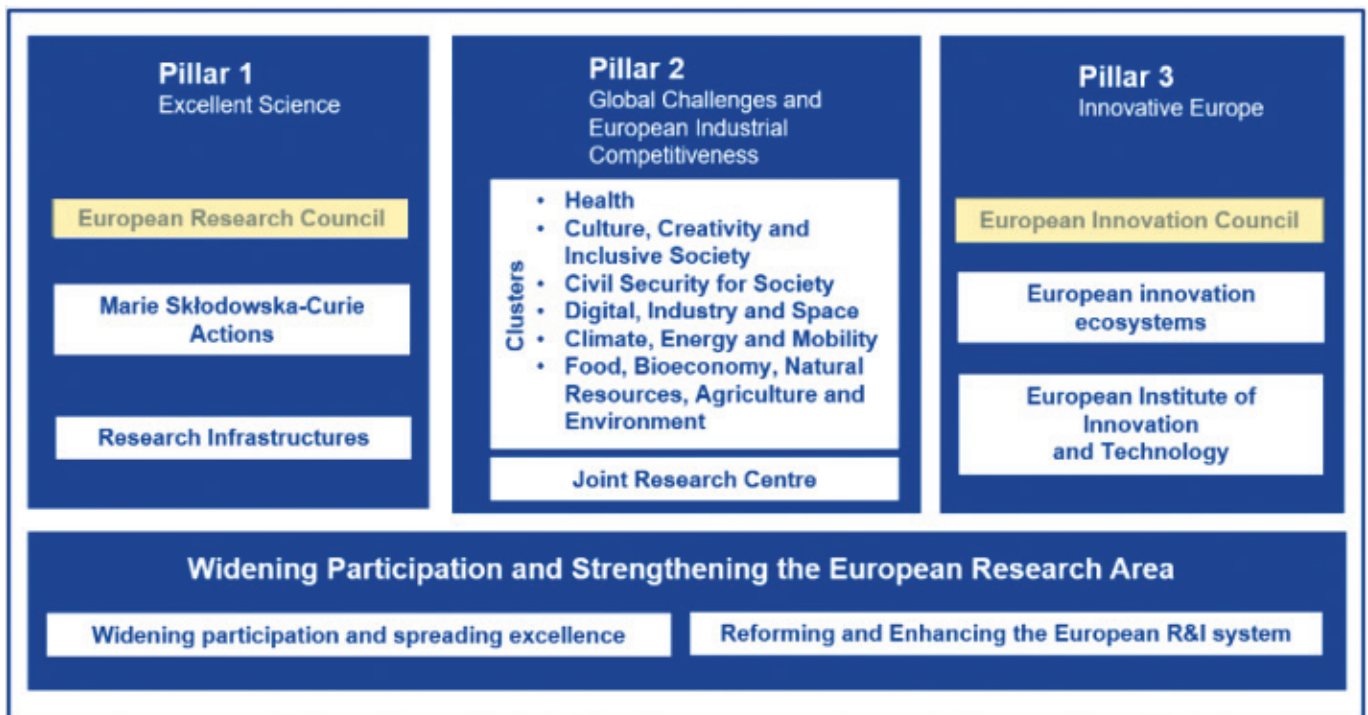 Pillar 1
Excellent Science
European Research Council
Marie Skłodowska-Curie
Actions
Research Infrastructures
Pillar 2
Global Challenges and
European Industrial
Competitiveness
Clusters
• Health
• Culture, Creativity and
Inclusive Society
• Civil Security for Society
• Digital, Industry and Space
• Climate, Energy and Mobility
• Food, Bioeconomy, Natural
Resources, Agriculture and
Environment
Joint Research Centre
Pillar 3
Innovative Europe
European Innovation Council
European innovation
ecosystems
European Institute of
Innovation
and Technology
Widening Participation and Strengthening the European Research Area
Widening participation and spreading excellence
Reforming and Enhancing the European R&I system